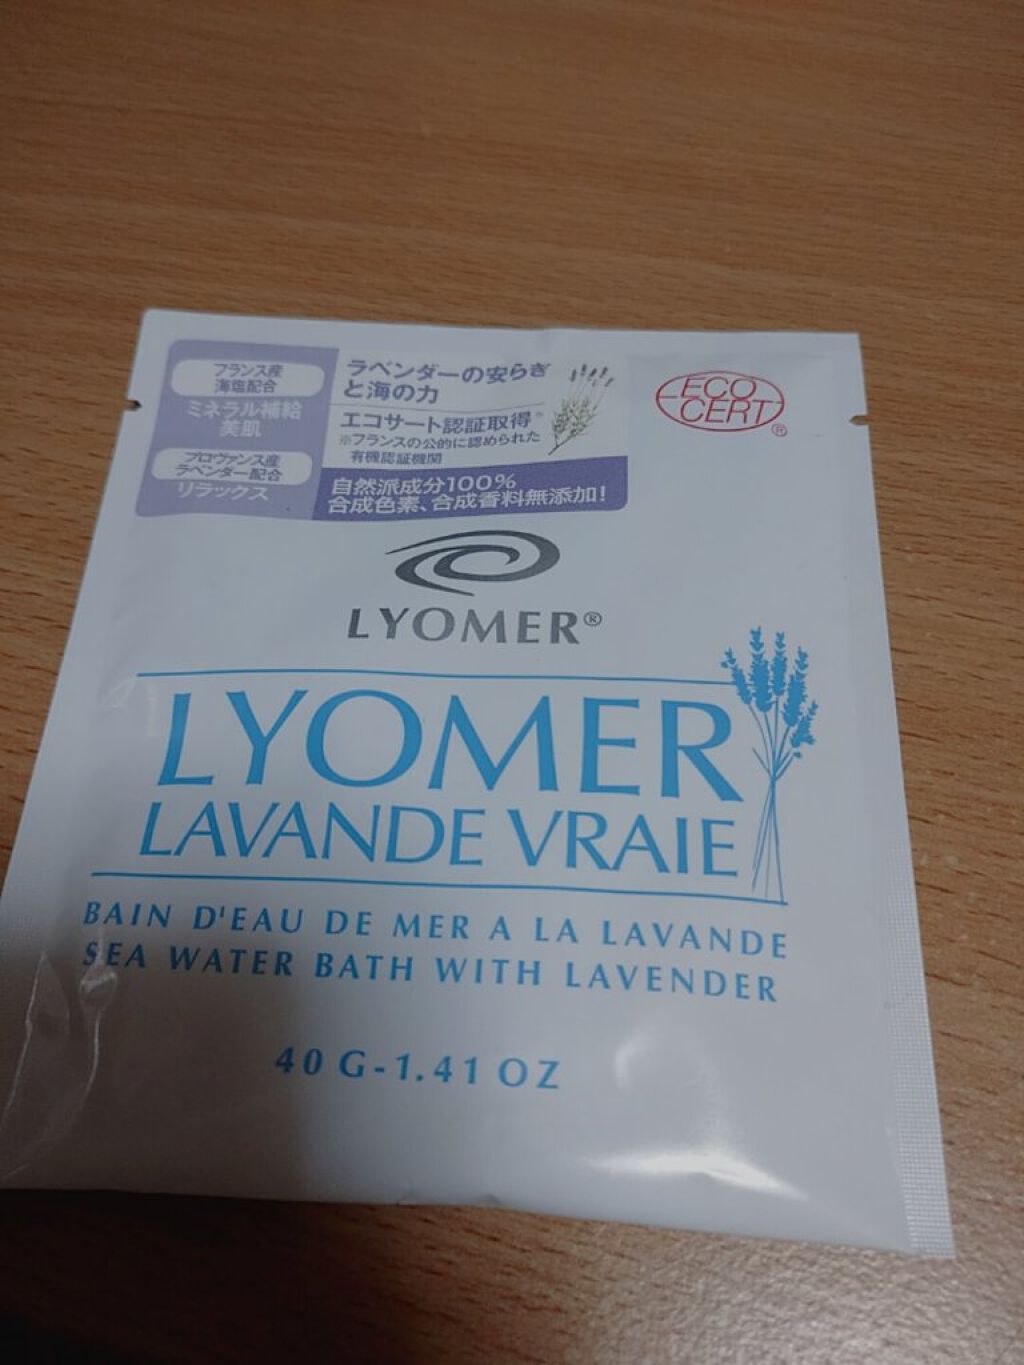 フランス産
海塩配合
ミネラル補給
美肌
プロヴァンス産
ラベンダー配合
リラックス
ラベンダーの安らぎ
と海の力
エコサート認証取得※
※フランスの公的に認められた
有機認証機関
自然派成分100%
合成色素、合成香料無添加!
ECO
CERT
®
LYOMER®
LYOMER
LAVANDE VRAIE
BAIN D'EAU DE MER A LA LAVANDE
SEA WATER BATH WITH LAVENDER
40 G-1.41 OZ